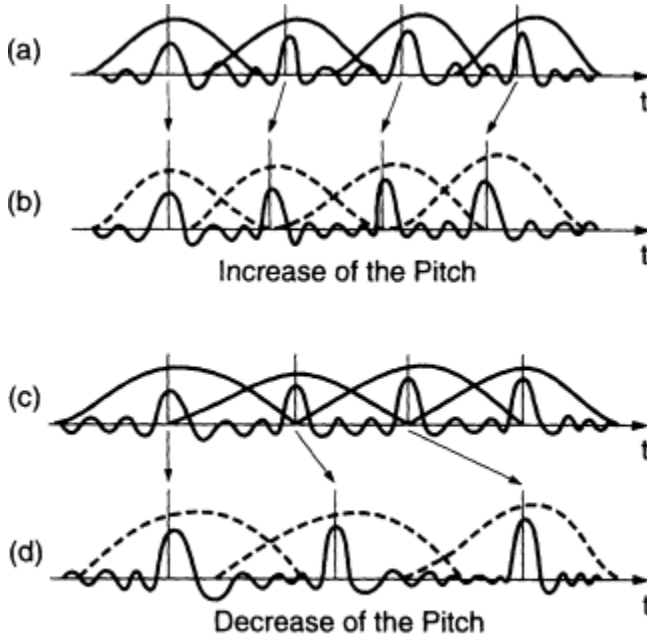 (a)
t
(b)
t
Increase of the Pitch
(c)
t
(d)
t
Decrease of the Pitch